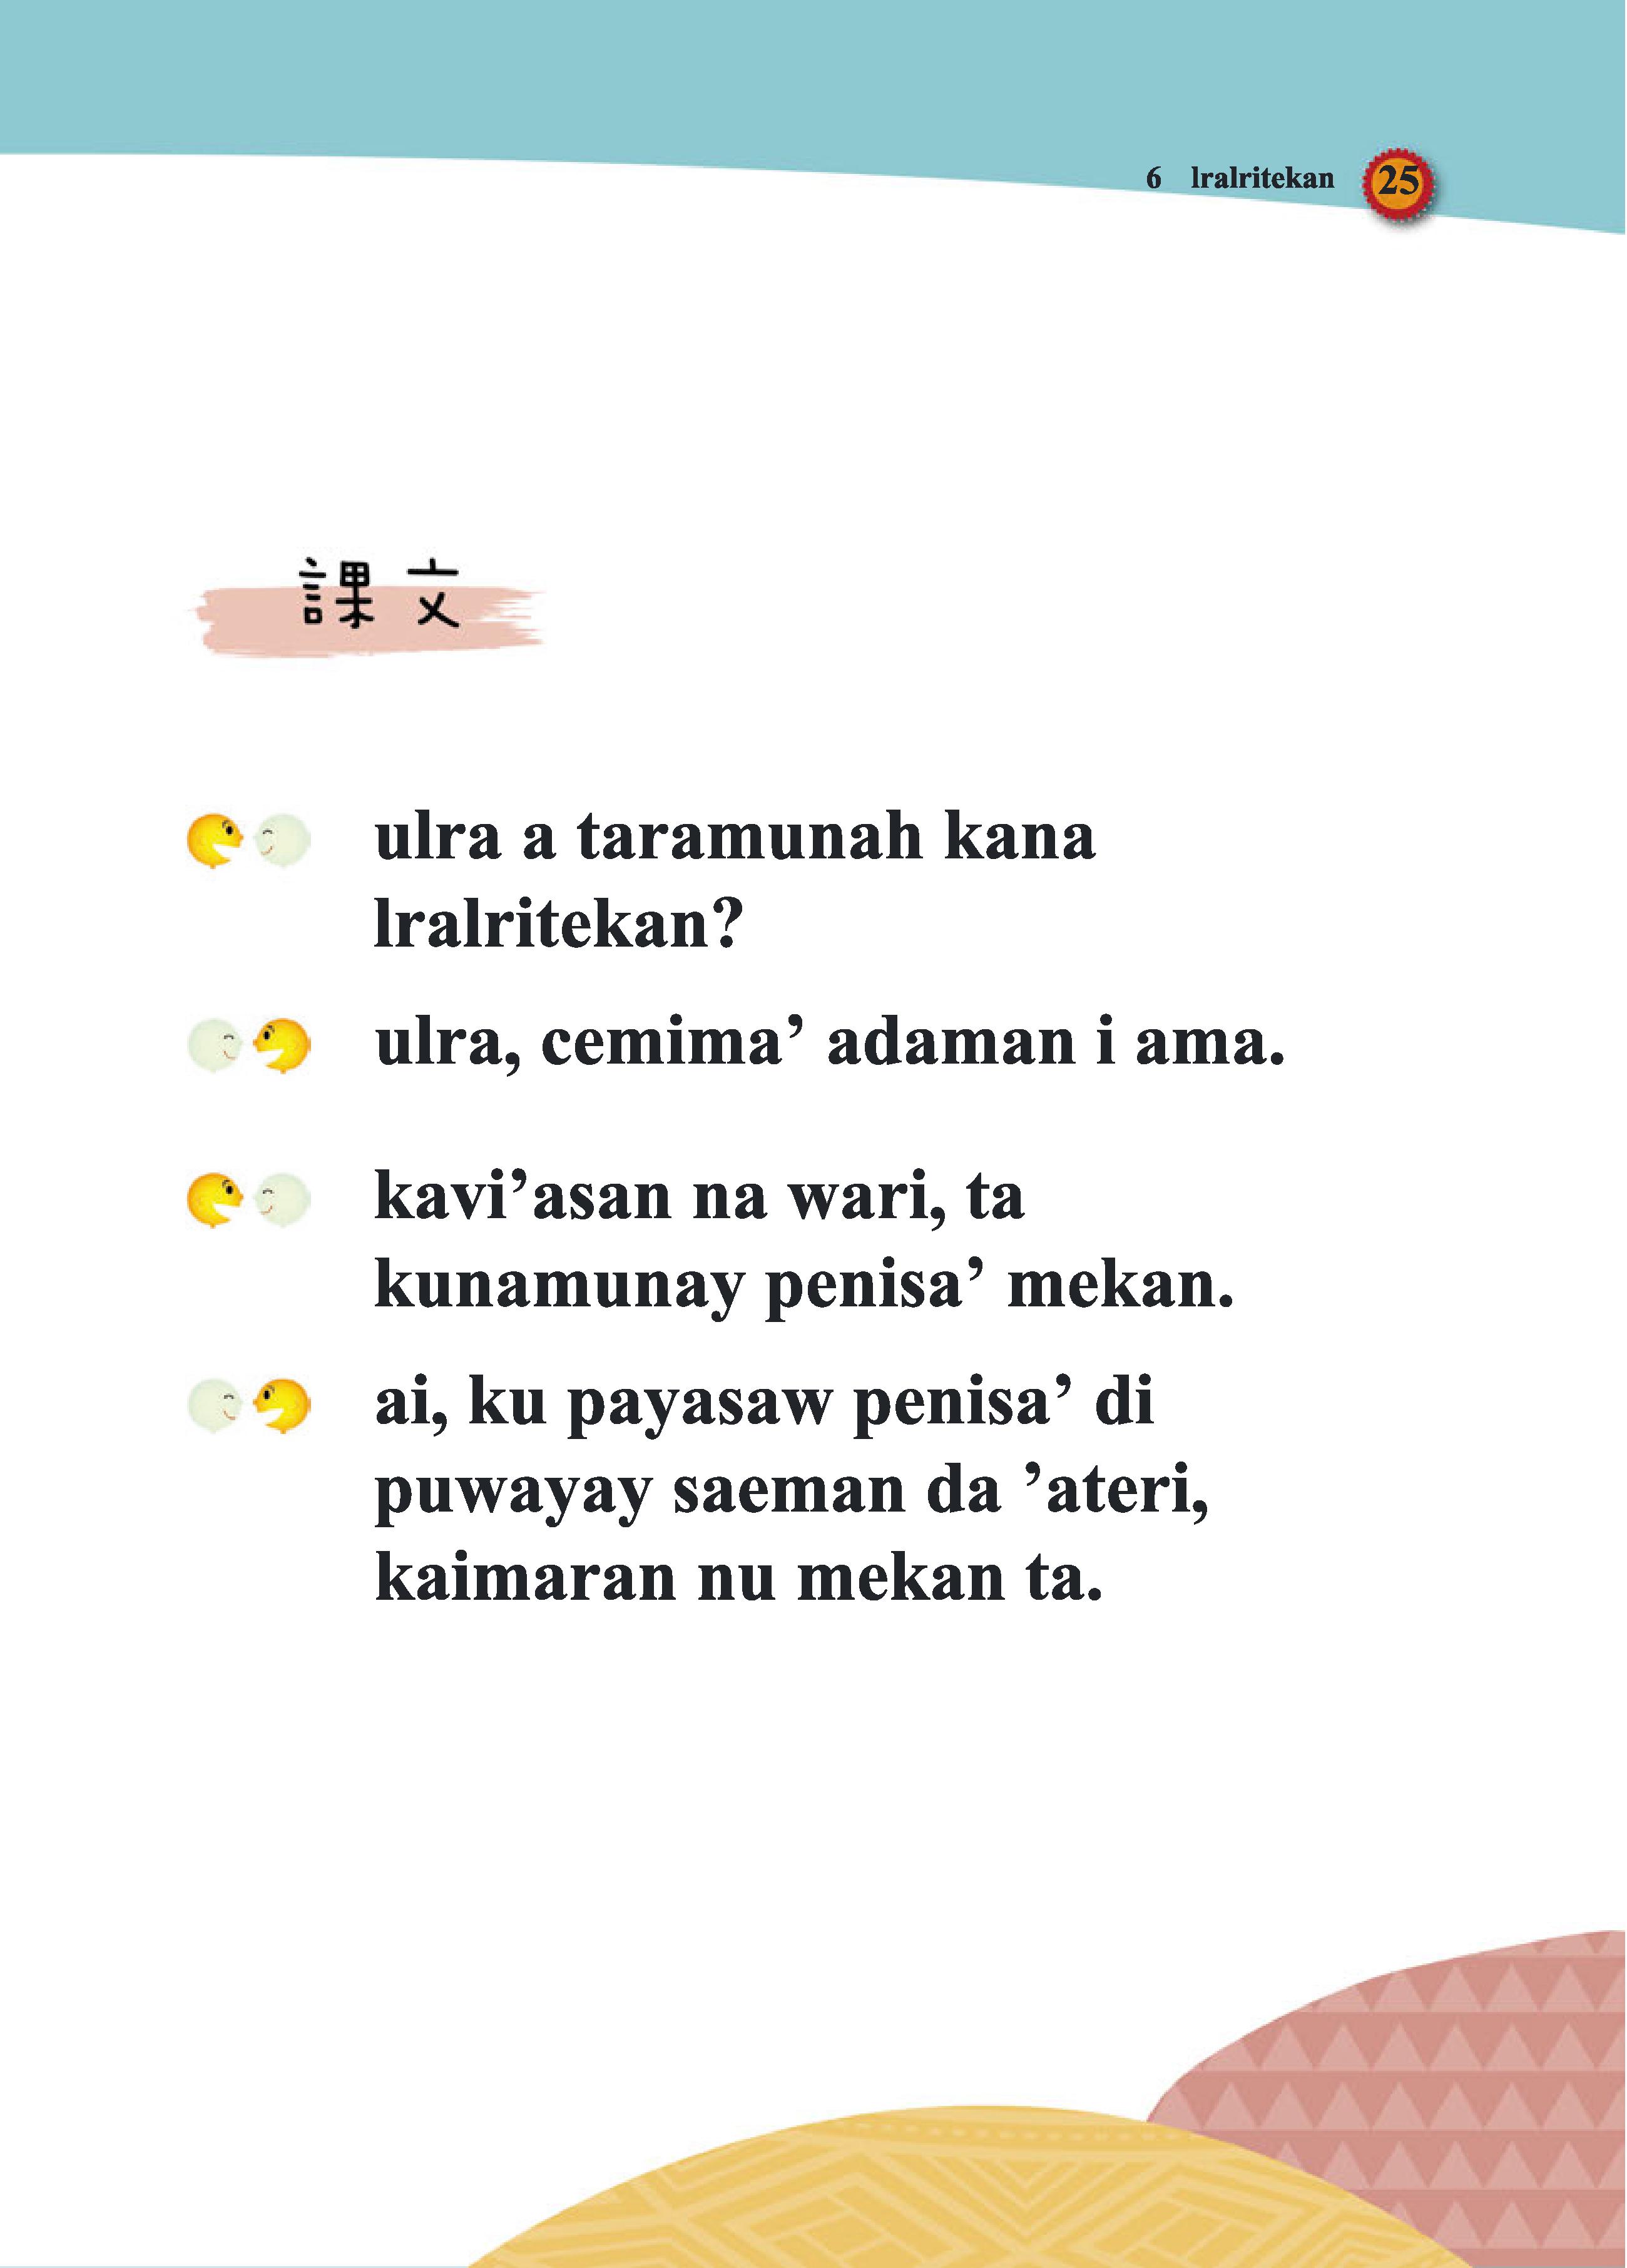 6 lralritekan 25
課文
ulra a taramunah kana
lralritekan?
ulra, cemima’ adaman i ama.
kavi’asan na wari, ta
kunamunay penisa’ mekan.
ai, ku payasaw penisa’ di
puwayay saeman da ’ateri,
kaimaran nu mekan ta.